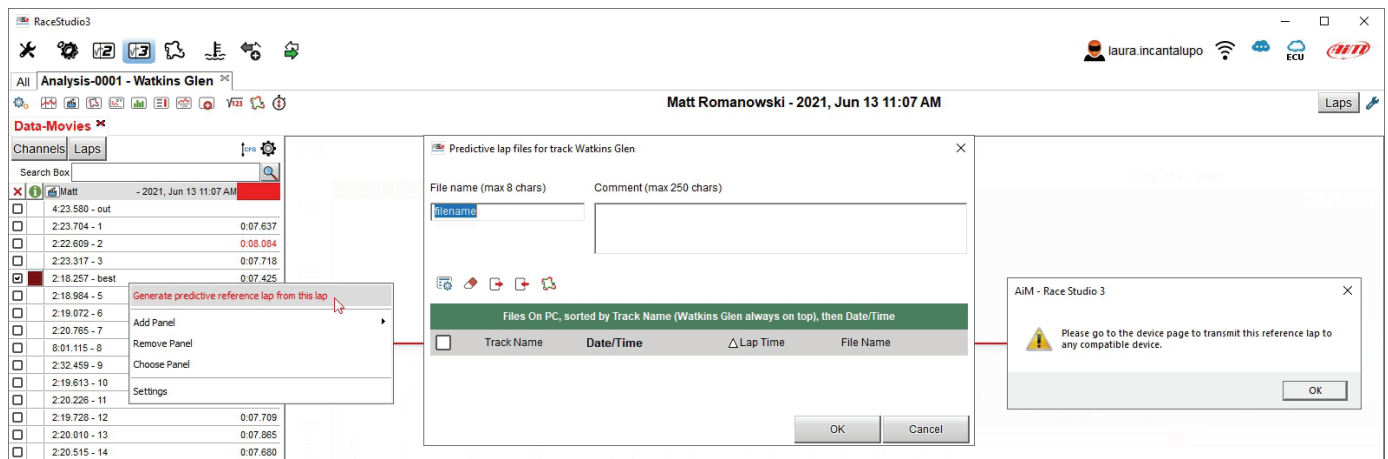 RaceStudio3
laura.incantalupo
ECU
AiM
All
Analysis-0001 - Watkins Glen
Matt Romanowski - 2021, Jun 13 11:07 AM
Laps
Data-Movies
Channels
Laps
CFG
Search Box
Matt - 2021, Jun 13 11:07 AM
4:23.580 - out
2:23.704 - 1 0:07.637
2:22.609 - 2 0:08.084
2:23.317 - 3 0:07.718
2:18.257 - best 0:07.425
2:18.984 - 5
2:19.072 - 6
2:20.765 - 7
8:01.115 - 8
2:32.459 - 9
2:19.613 - 10
2:20.226 - 11
2:19.728 - 12 0:07.709
2:20.010 - 13 0:07.865
2:20.515 - 14 0:07.680
Generate predictive reference lap from this lap
Add Panel
Remove Panel
Choose Panel
Settings
Predictive lap files for track Watkins Glen
File name (max 8 chars)
Comment (max 250 chars)
filename
Files On PC, sorted by Track Name (Watkins Glen always on top), then Date/Time
Track Name Date/Time Lap Time File Name
OK
Cancel
AiM - Race Studio 3
Please go to the device page to transmit this reference lap to
any compatible device.
OK